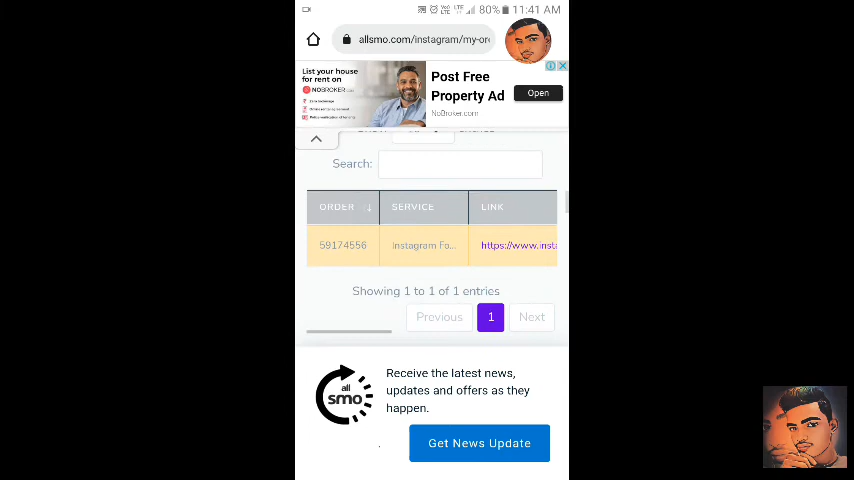 80% 11:41 AM
allsmo.com/instagram/my-or
List your house
for rent on
NOBROKER
Post Free
Property Ad
NoBroker.com
Open
Search:
ORDER SERVICE LINK
59174556 Instagram Fo... https://www.insta
Showing 1 to 1 of 1 entries
Previous 1 Next
all
smo
Receive the latest news,
updates and offers as they
happen.
Get News Update